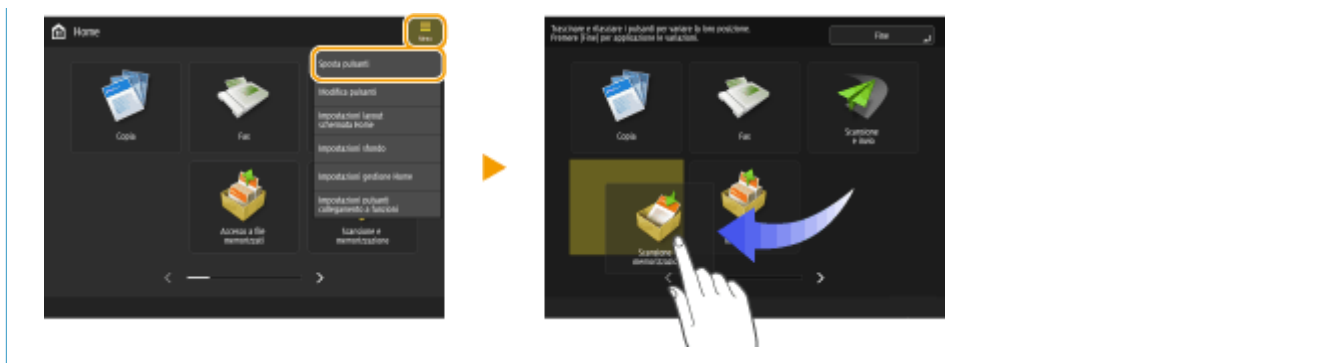 Home
Menu
Sposta pulsanti
Modifica pulsanti
Impostazioni layout
schermata Home
Impostazioni sfondo
Impostazioni gestione Home
Impostazioni pulsanti
collegamento a funzioni
Copia
Fax
Accesso a file
memorizzati
Scansione e
memorizzazione
Trascinare e rilasciare i pulsanti per variare la loro posizione.
Premere [Fine] per applicazione le variazioni.
Fine
Copia
Fax
Scansione
e invio
Scansione
memorizzazio